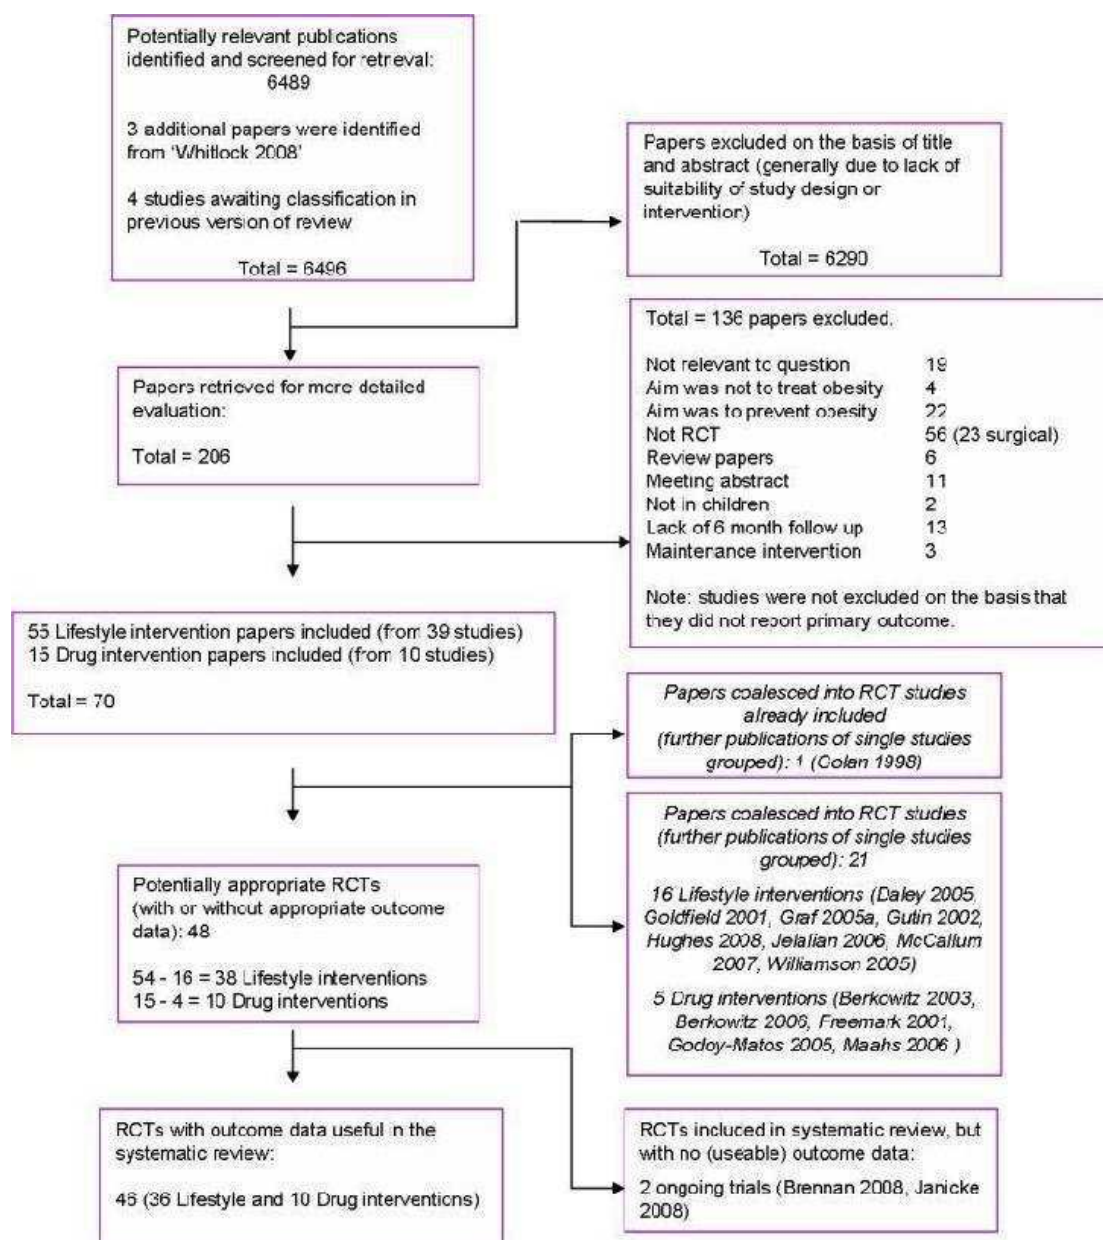 Potentially relevant publications
identified and screened for retrieval:
6489
3 additional papers were identified
from 'Whitlock 2008'
4 studies awaiting classification in
previous version of review
Total = 6496
Papers excluded on the basis of title
and abstract (generally due to lack of
suitability of study design or
intervention)
Total = 6290
Papers retrieved for more detailed
evaluation:
Total = 206
Total = 136 papers excluded.
Not relevant to question 19
Aim was not to treat obesity 4
Aim was to prevent obesity 22
Not RCT 56 (23 surgical)
Review papers 6
Meeting abstract 11
Not in children 2
Lack of 6 month follow up 13
Maintenance intervention 3
Note: studies were not excluded on the basis that
they did not report primary outcome.
55 Lifestyle intervention papers included (from 39 studies)
15 Drug intervention papers included (from 10 studies)
Total = 70
Papers coalesced into RCT studies
already included
(further publications of single studies
grouped): 1 (Golan 1998)
Papers coalesced into RCT studies
(further publications of single studies
grouped): 21
16 Lifestyle interventions (Daley 2005,
Goldfield 2001, Graf 2005a, Gutin 2002,
Hughes 2008, Jelalian 2006, McCallum
2007, Williamson 2005)
5 Drug interventions (Berkowitz 2003,
Berkowitz 2006, Freemark 2001,
Godoy-Matos 2005, Maahs 2006 )
Potentially appropriate RCTs
(with or without appropriate outcome
data): 48
54 - 16 = 38 Lifestyle interventions
15 - 4 = 10 Drug interventions
RCTs with outcome data useful in the
systematic review:
46 (36 Lifestyle and 10 Drug interventions)
RCTs included in systematic review, but
with no (useable) outcome data:
2 ongoing trials (Brennan 2008, Janicke
2008)